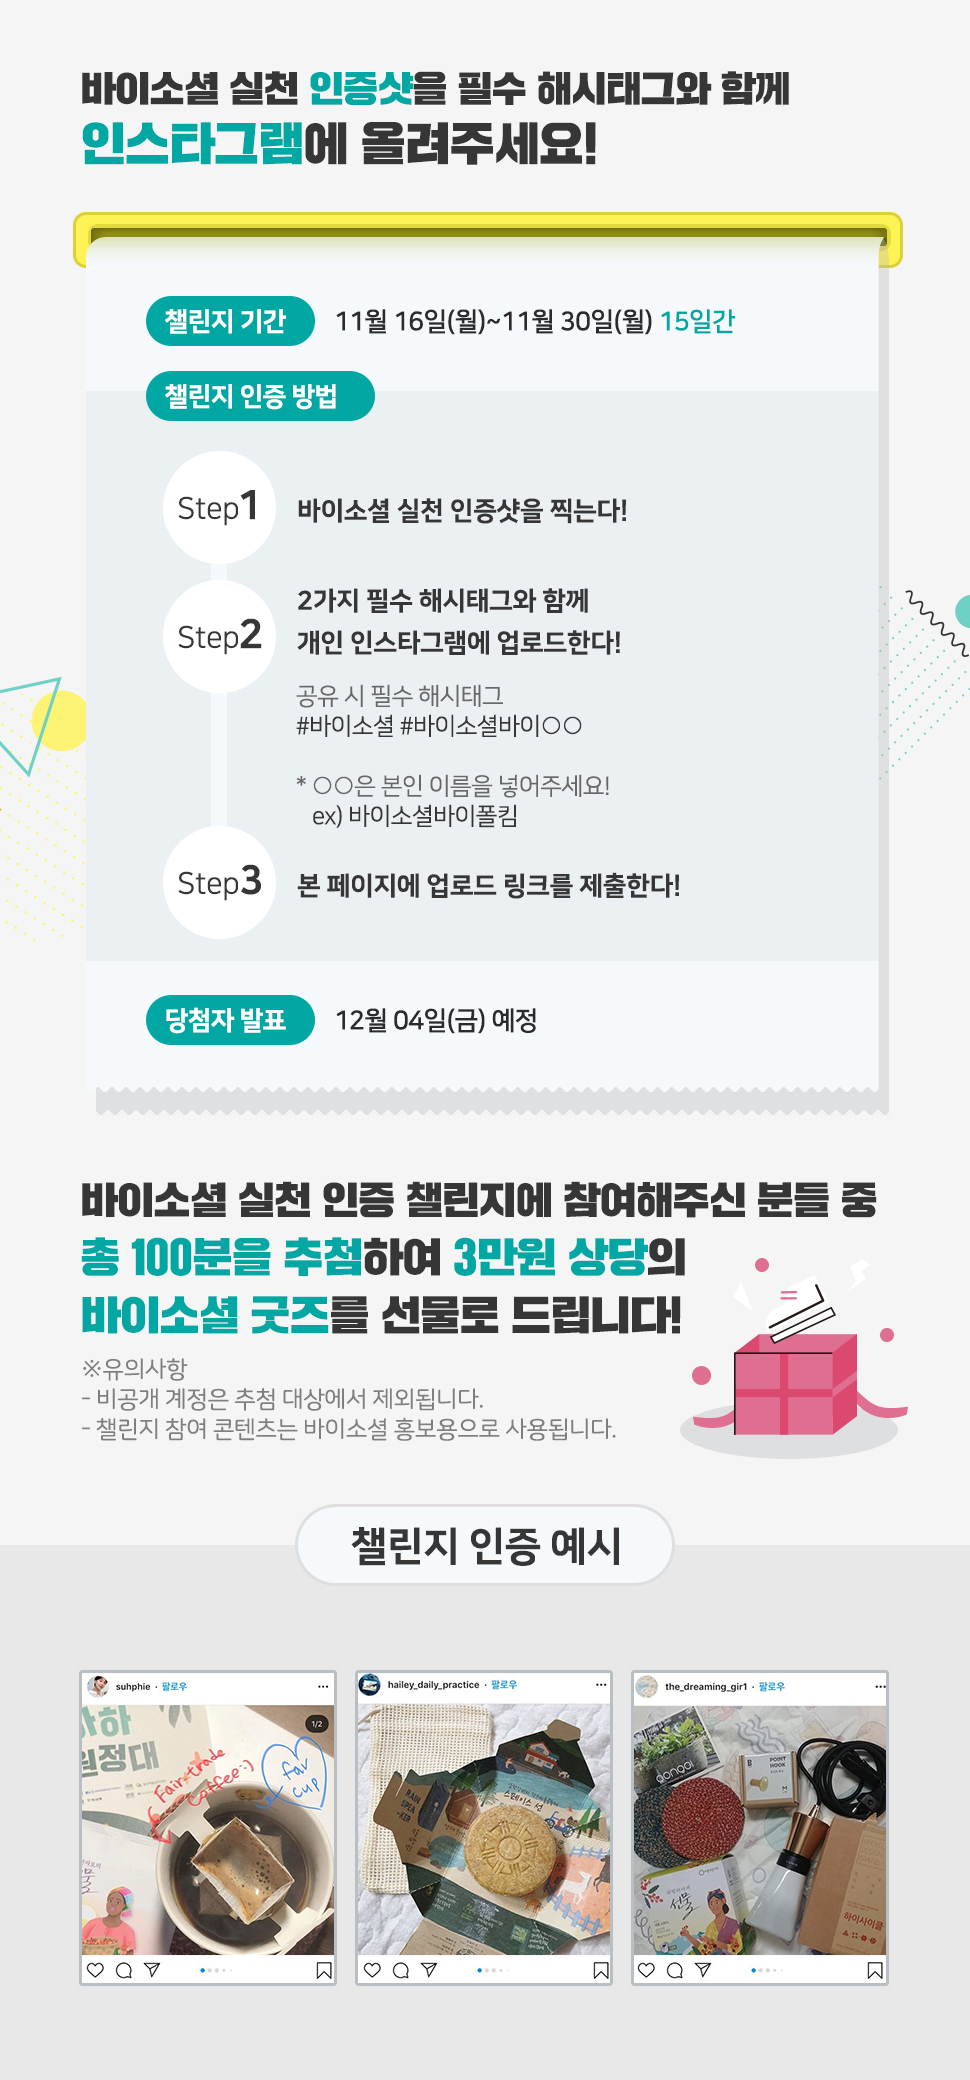 바이소셜 실천 인증샷을 필수 해시태그와 함께
인스타그램에 올려주세요!
챌린지 기간
11월 16일(월)~11월 30일(월) 15일간
챌린지 인증 방법
Step1
바이소셜 실천 인증샷을 찍는다!
Step2
2가지 필수 해시태그와 함께
개인 인스타그램에 업로드한다!
공유 시 필수 해시태그
#바이소셜 #바이소셜바이○○
* ○○은 본인 이름을 넣어주세요!
ex) 바이소셜바이폴킴
Step3
본 페이지에 업로드 링크를 제출한다!
당첨자 발표
12월 04일(금) 예정
바이소셜 실천 인증 챌린지에 참여해주신 분들 중
총 100분을 추첨하여 3만원 상당의
바이소셜 굿즈를 선물로 드립니다!
※유의사항
- 비공개 계정은 추첨 대상에서 제외됩니다.
- 챌린지 참여 콘텐츠는 바이소셜 홍보용으로 사용됩니다.
챌린지 인증 예시
suhphie · 팔로우
1/2
하
원정대
Fair-trade
coffee:)
fav
cup
hailey_daily_practice · 팔로우
the_dreaming_gir1 · 팔로우
POINT
HOOK
M
선물
하이사이클